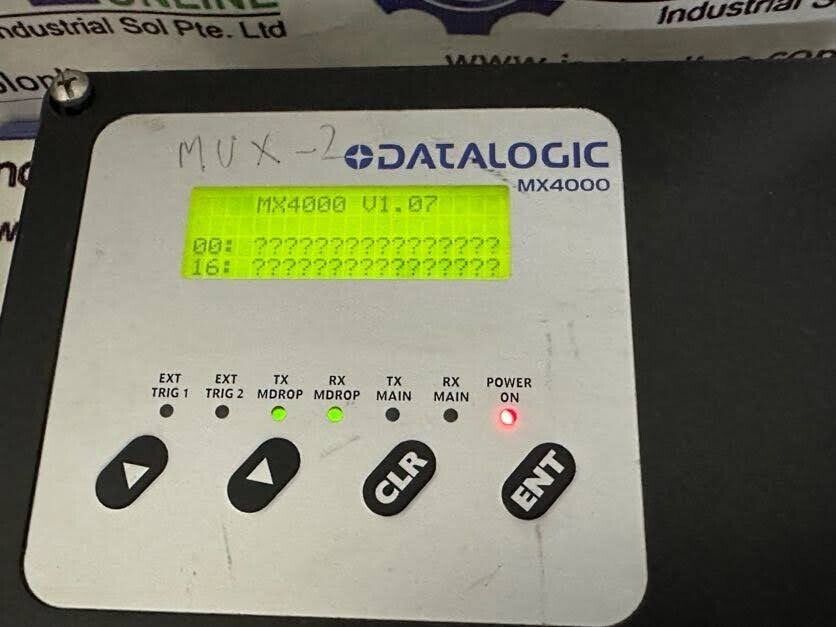 ONLINE
Industrial Sol Pte. Ltd
Industrial S
MUX-2
DATALOGIC
MX4000
MX4000 V1.07
00: ????????????????
16: ????????????????
EXT TRIG 1
EXT TRIG 2
TX MDROP
RX MDROP
TX MAIN
RX MAIN
POWER ON
CLR
ENT